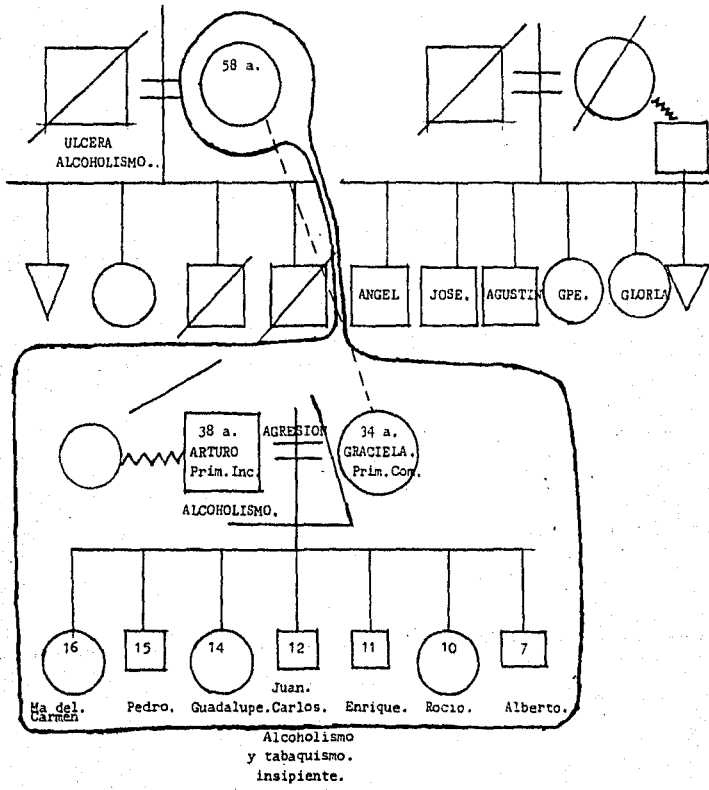 58 a.
ULCERA
ALCOHOLISMO..
ANGEL
JOSE.
AGUSTIN
GPE.
GLORIA
38 a.
ARTURO
Prim.Inc.
ALCOHOLISMO.
AGRESION
34 a.
GRACIELA.
Prim.Com.
16
15
14
12
11
10
7
Ma del.
Carmen
Pedro.
Guadalupe.
Juan.
Carlos.
Enrique.
Rocio.
Alberto.
Alcoholismo
y tabaquismo.
insipiente.